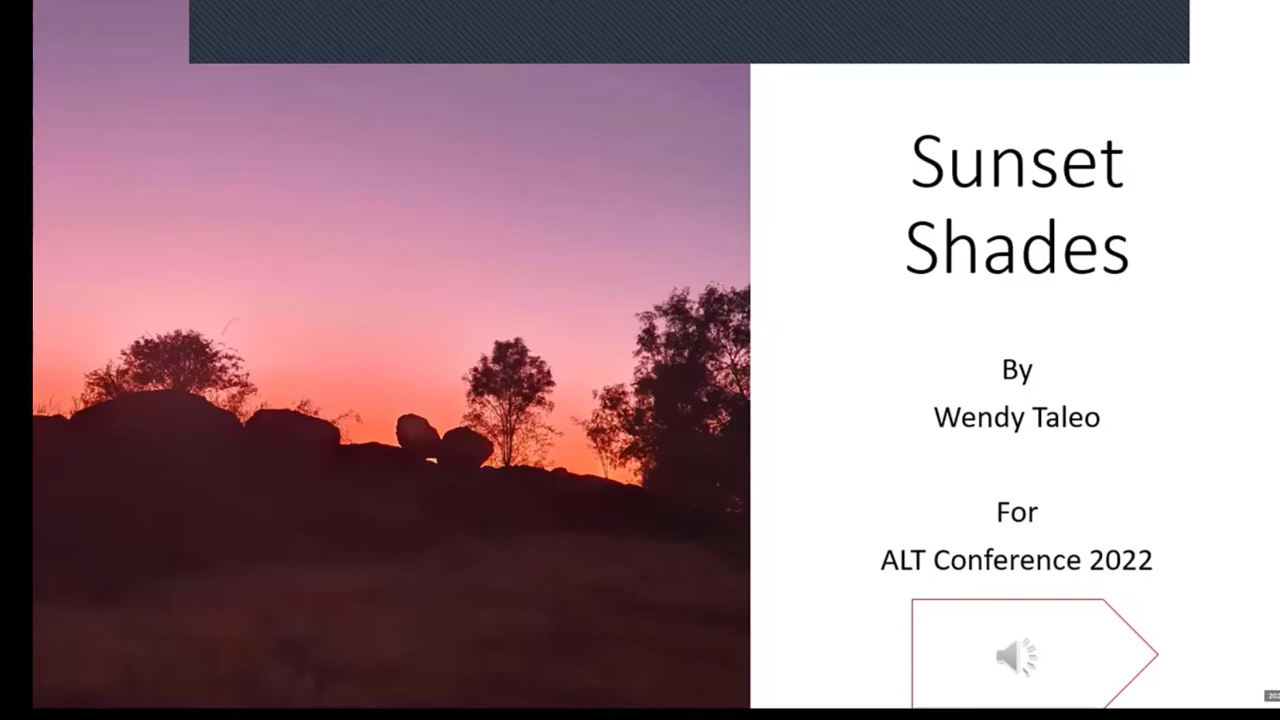 Sunset
Shades
By
Wendy Taleo
For
ALT Conference 2022